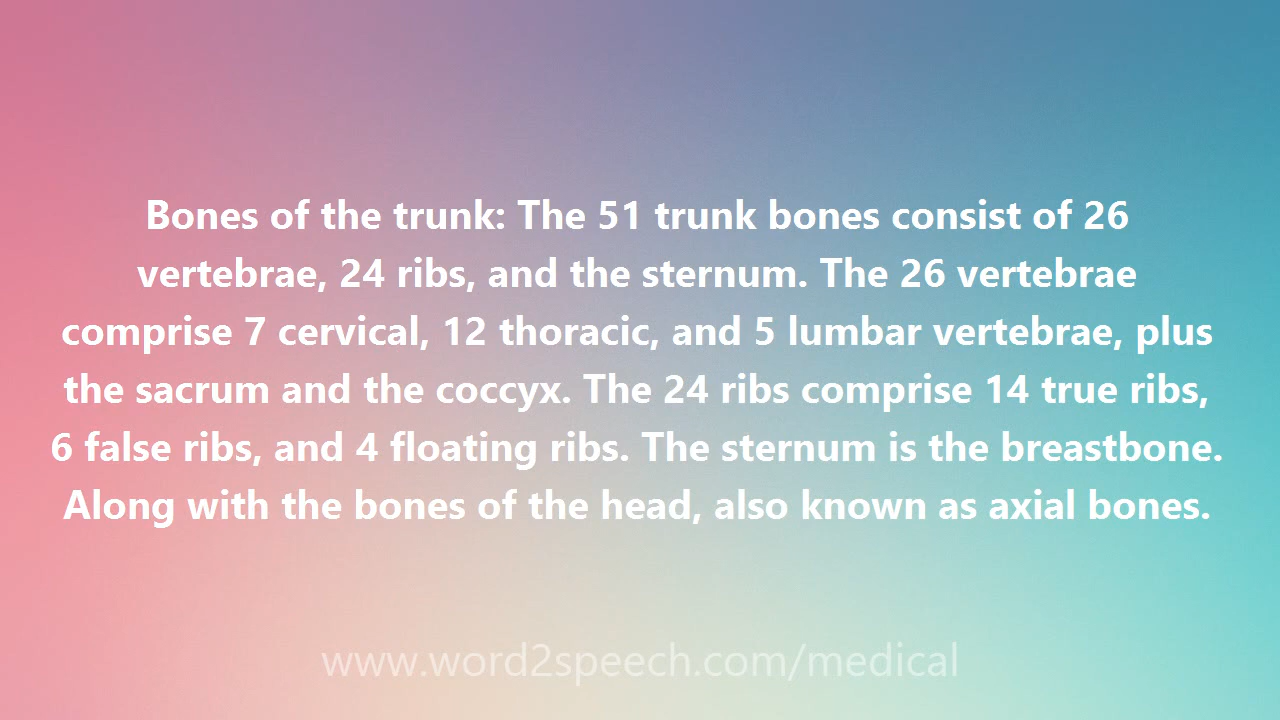 Bones of the trunk: The 51 trunk bones consist of 26
vertebrae, 24 ribs, and the sternum. The 26 vertebrae
comprise 7 cervical, 12 thoracic, and 5 lumbar vertebrae, plus
the sacrum and the coccyx. The 24 ribs comprise 14 true ribs,
6 false ribs, and 4 floating ribs. The sternum is the breastbone.
Along with the bones of the head, also known as axial bones.
www.word2speech.com/medical